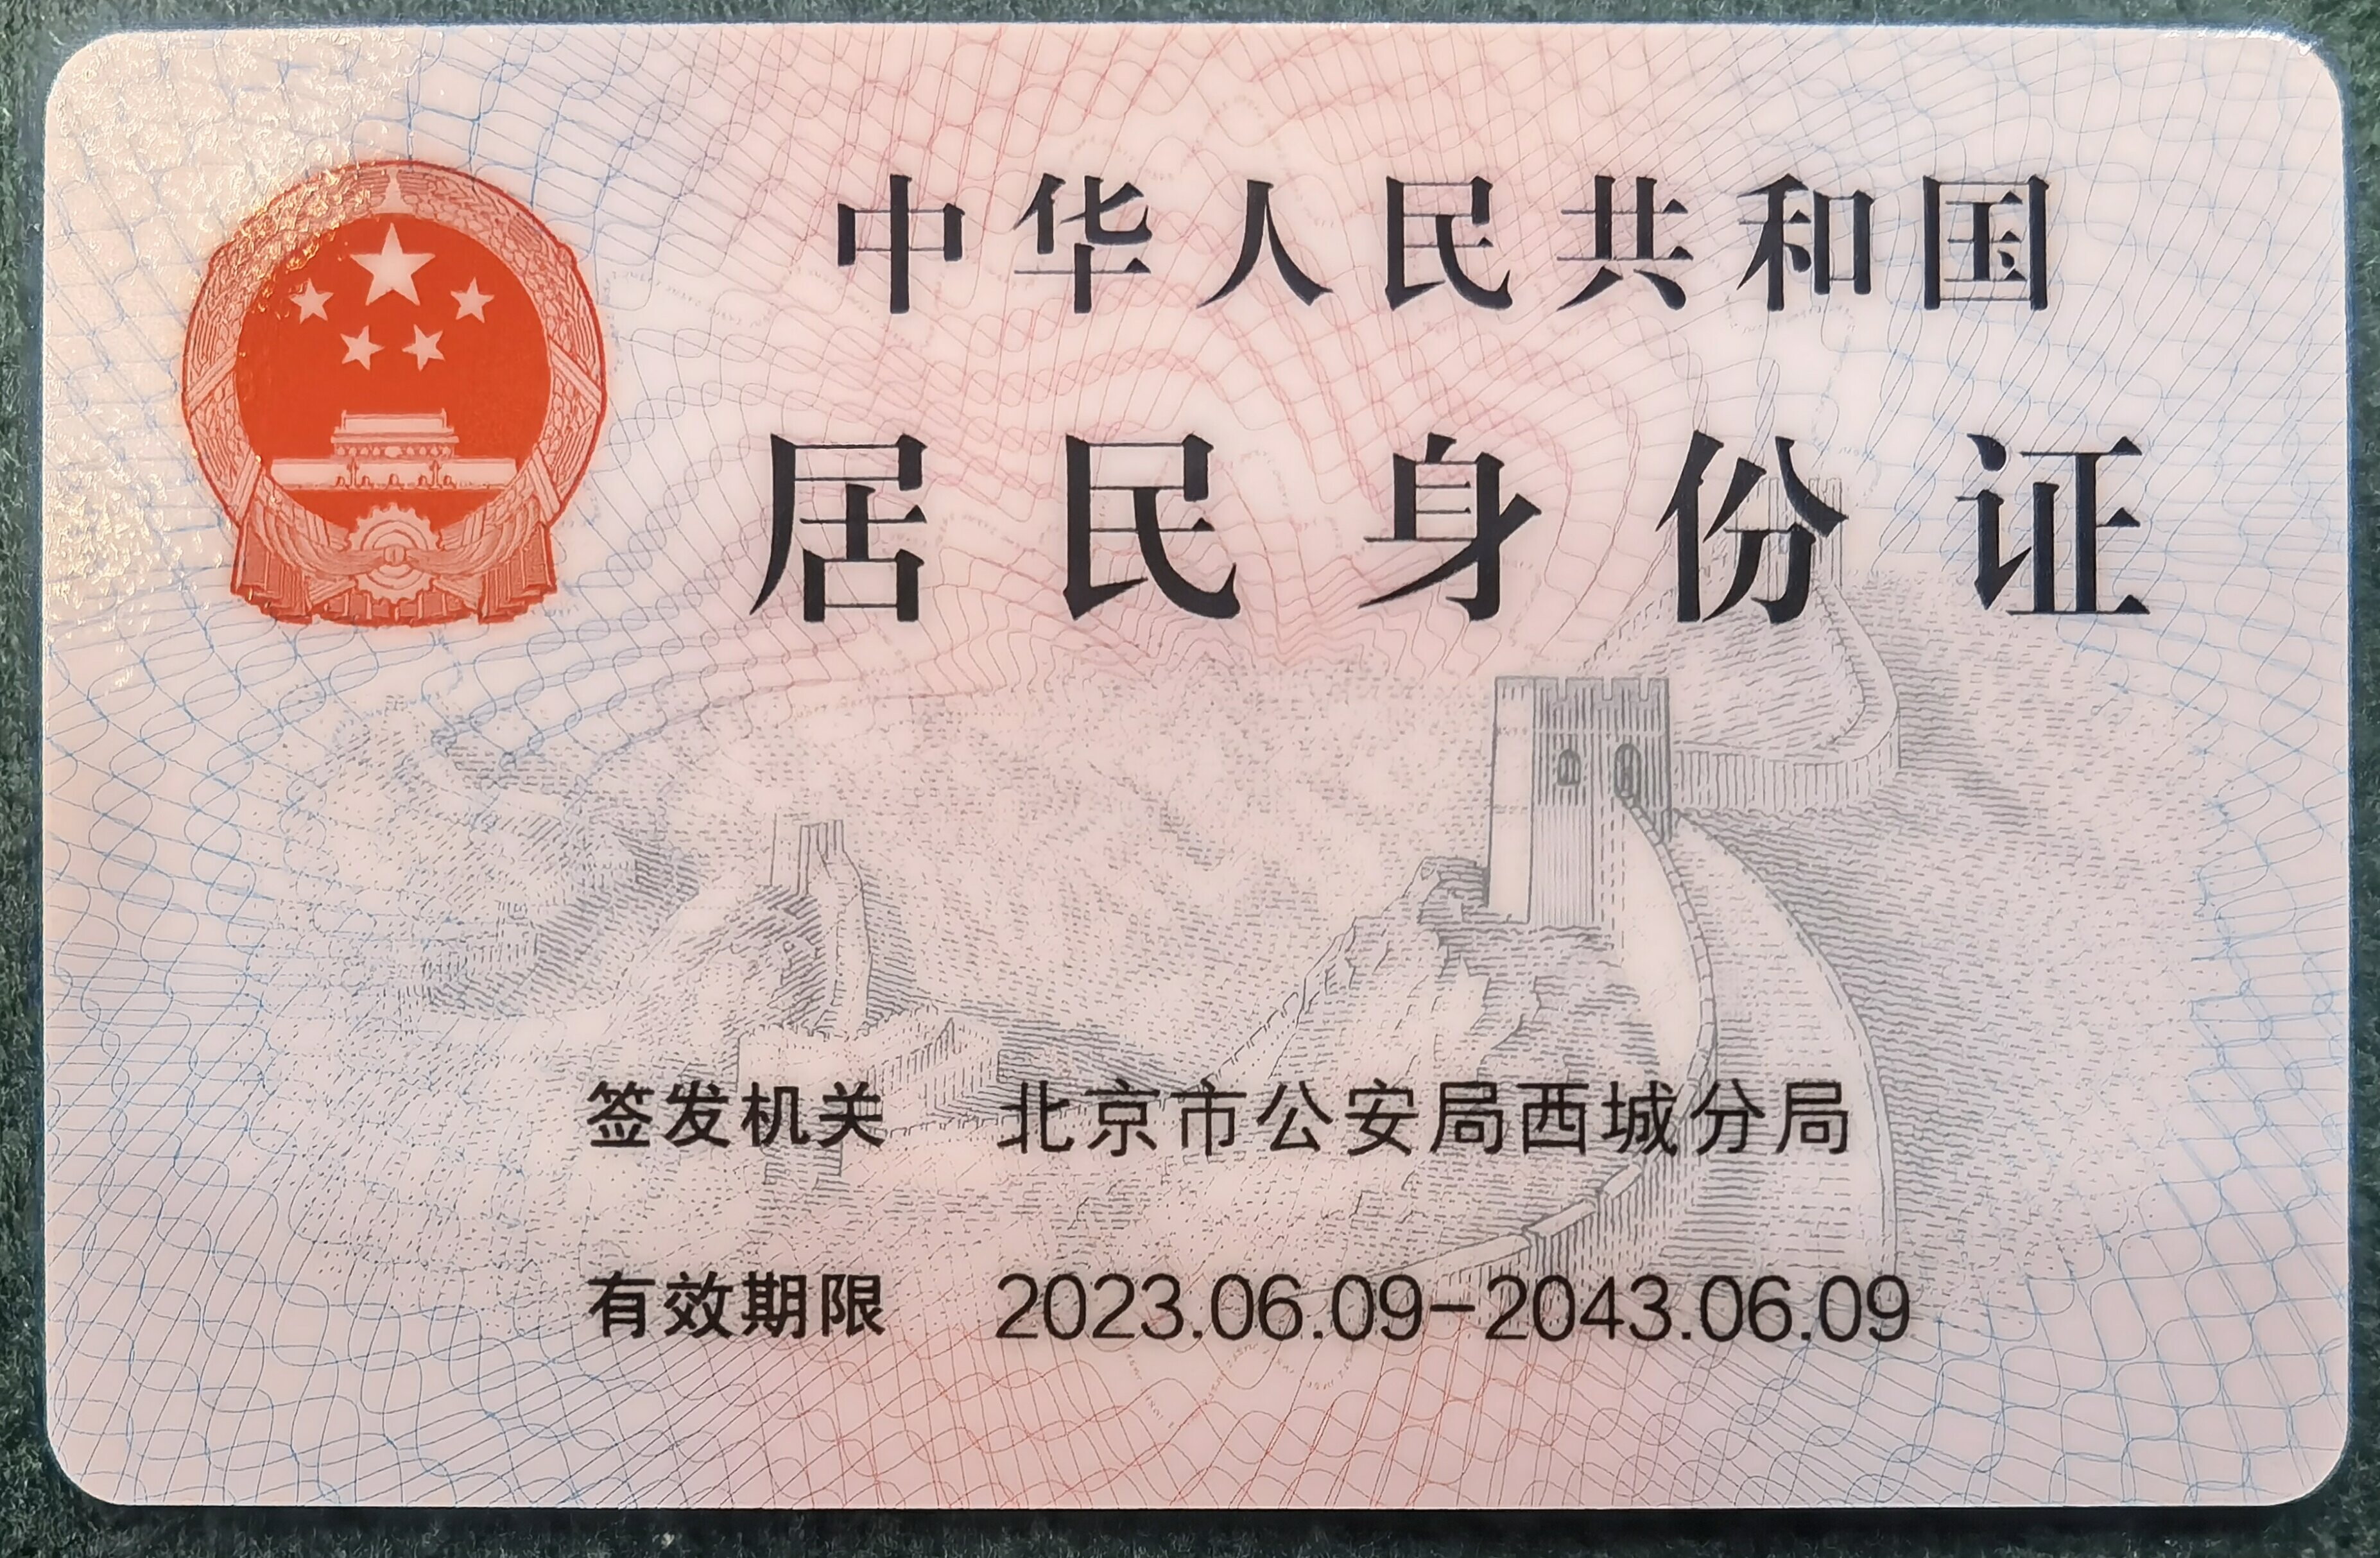 中华人民共和国
居民身份证
签发机关 北京市公安局西城分局
有效期限 2023.06.09-2043.06.09